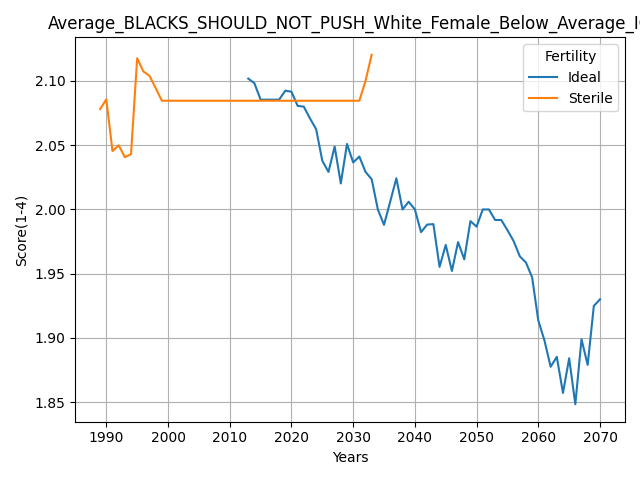 Average_BLACKS_SHOULD_NOT_PUSH_White_Female_Below_Average_I
Fertility
Ideal
Sterile
Score(1-4)
2.10
2.05
2.00
1.95
1.90
1.85
1990 2000 2010 2020 2030 2040 2050 2060 2070
Years